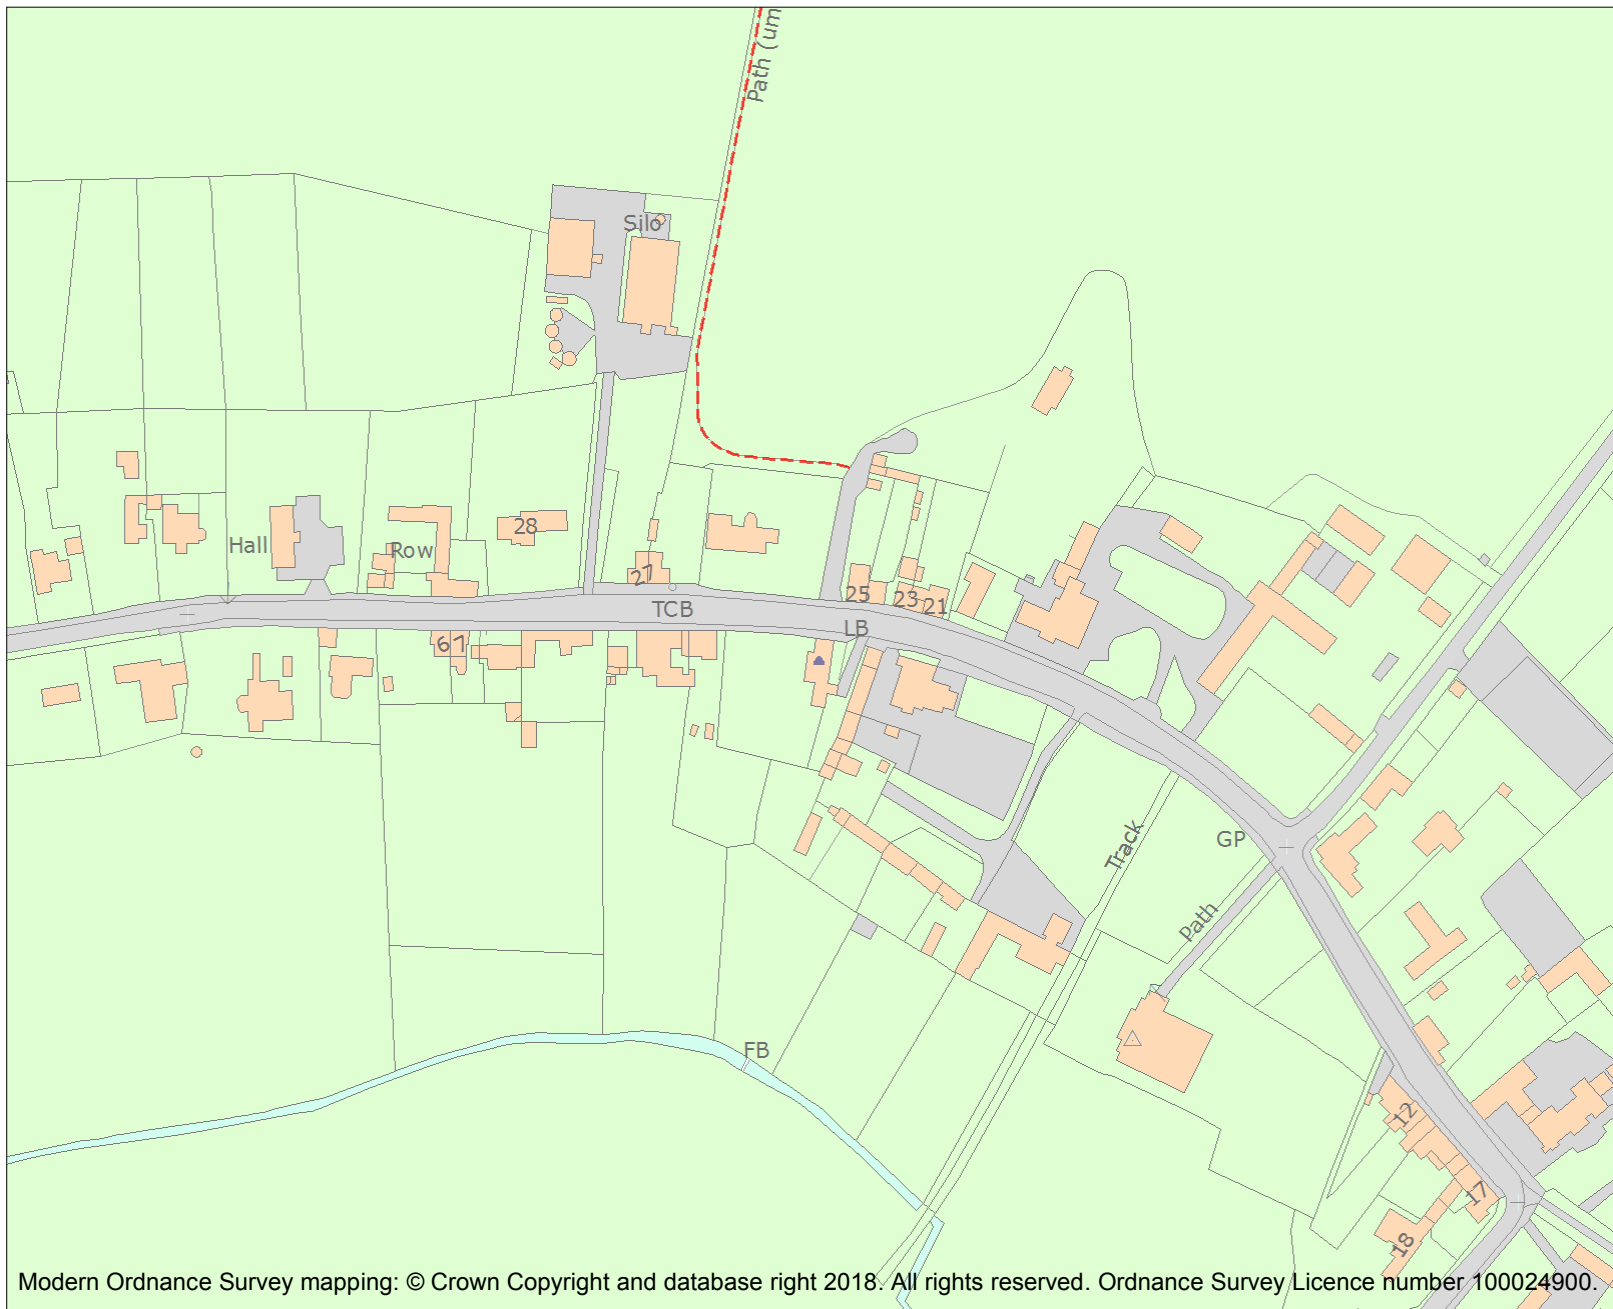 Path (um
Silo
28
Hall
Row
27
25
23
21
TCB
LB
67
GP
Track
Path
FB
12
17
18
Modern Ordnance Survey mapping: © Crown Copyright and database right 2018. All rights reserved. Ordnance Survey Licence number 100024900.